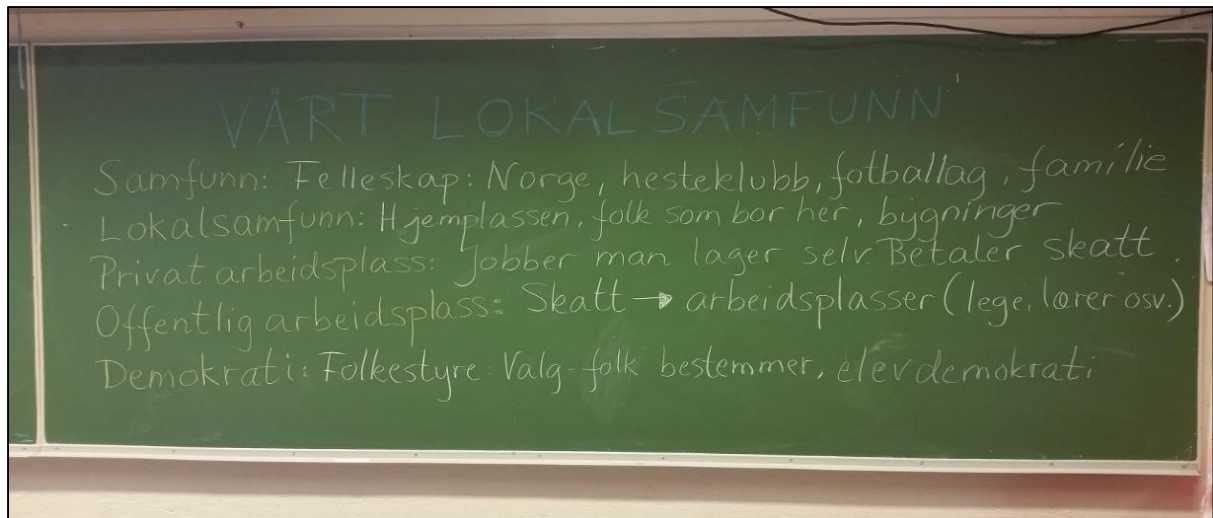 VÅRT LOKALSAMFUNN
Samfunn: Felleskap: Norge, hesteklubb, fotballag, familie
Lokalsamfunn: Hjemplassen, folk som bor her, bygninger
Privat arbeidsplass: Jobber man lager selv Betaler skatt.
Offentlig arbeidsplass: Skatt → arbeidsplasser (lege, lærer osv.)
Demokrati: Folkestyre: Valg - folk bestemmer, elevdemokrati